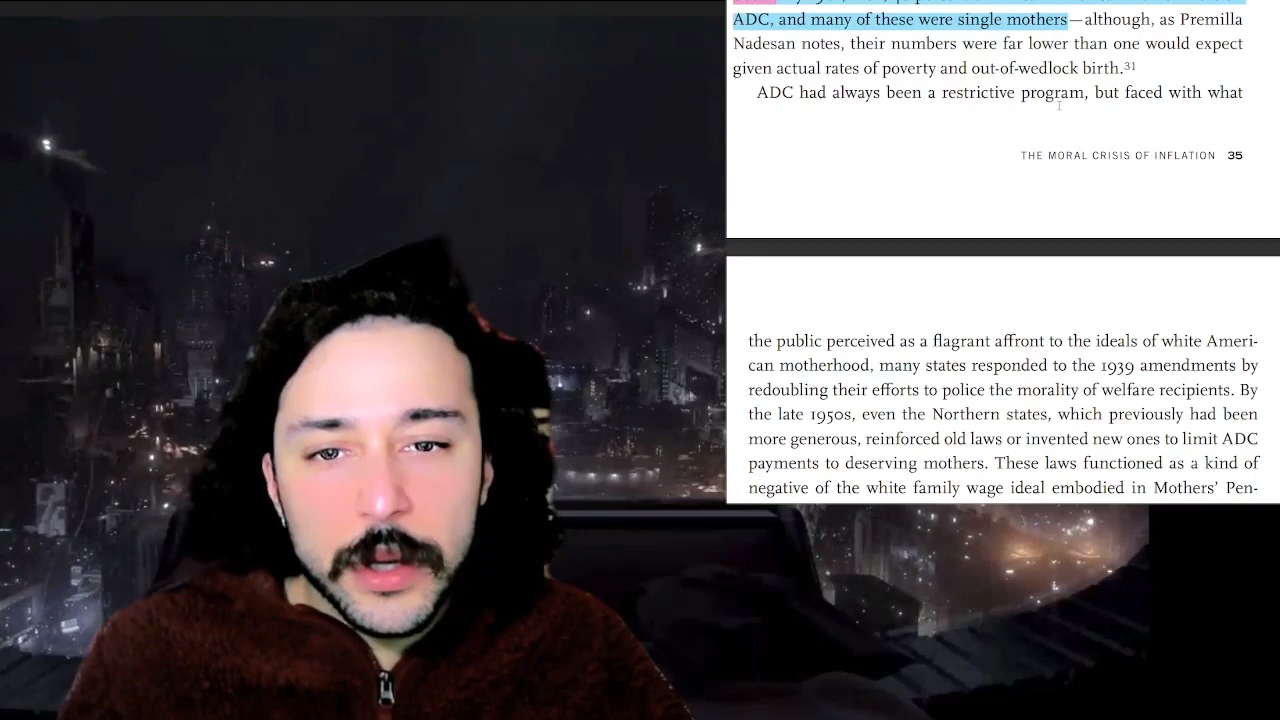 ADC, and many of these were single mothers—although, as Premilla
Nadesan notes, their numbers were far lower than one would expect
given actual rates of poverty and out-of-wedlock birth.31
ADC had always been a restrictive program, but faced with what
THE MORAL CRISIS OF INFLATION 35
the public perceived as a flagrant affront to the ideals of white Ameri-
can motherhood, many states responded to the 1939 amendments by
redoubling their efforts to police the morality of welfare recipients. By
the late 1950s, even the Northern states, which previously had been
more generous, reinforced old laws or invented new ones to limit ADC
payments to deserving mothers. These laws functioned as a kind of
negative of the white family wage ideal embodied in Mothers' Pen-